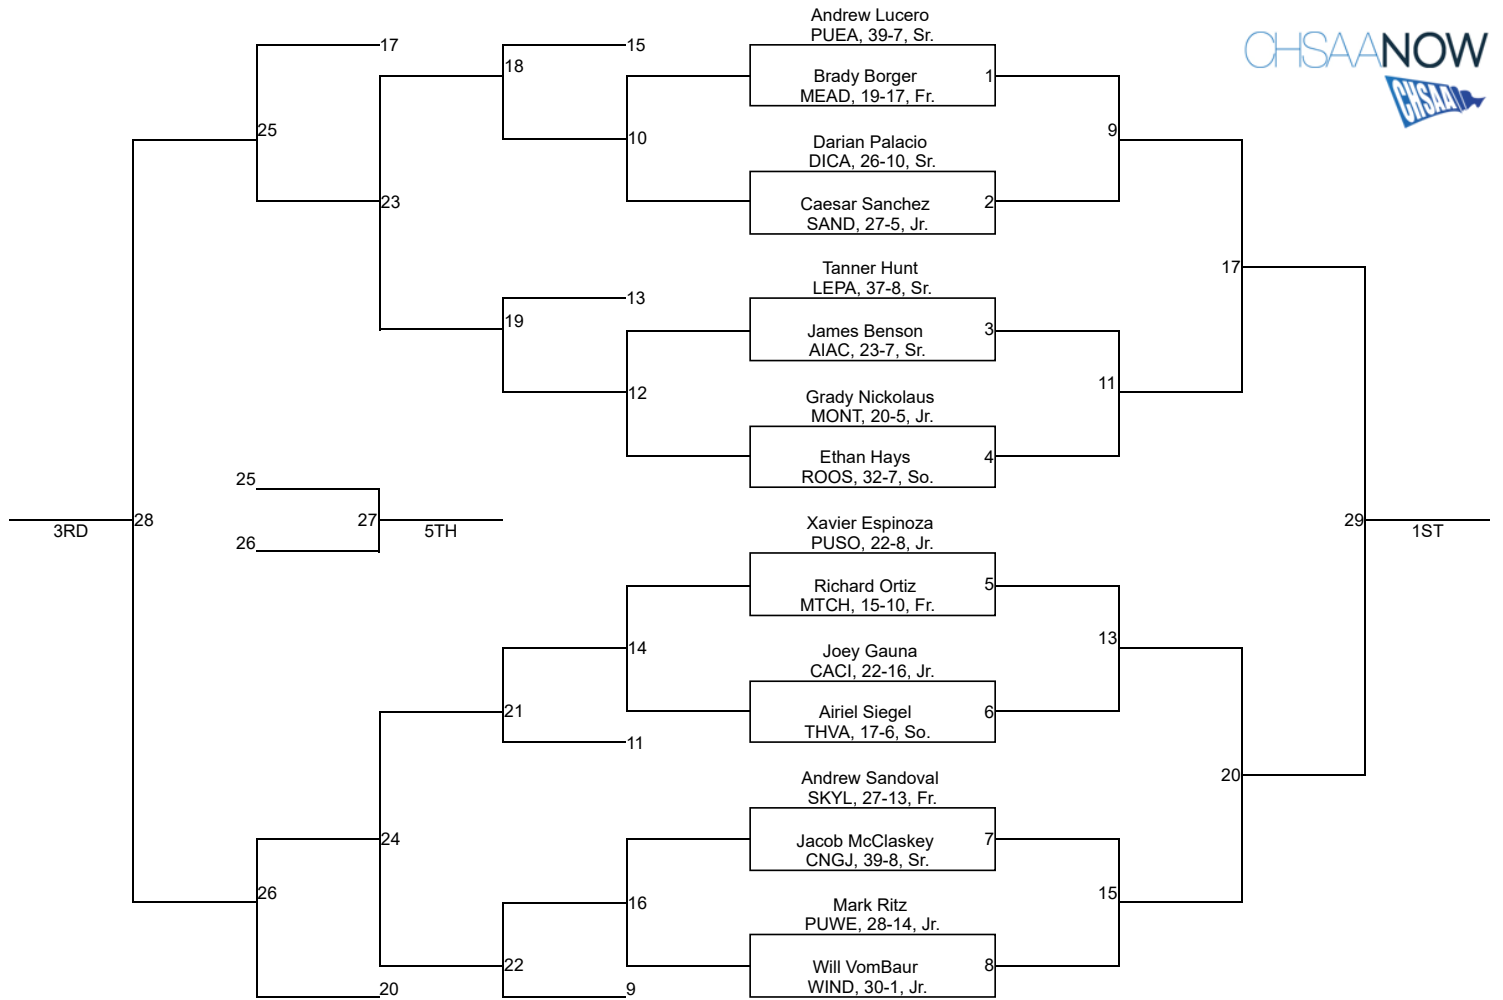 Andrew Lucero
PUEA, 39-7, Sr.
CHSAANOW
17
15
18
Brady Borger
1
MEAD, 19-17, Fr.
CHSAA
25
10
9
Darian Palacio
DICA, 26-10, Sr.
23
Caesar Sanchez
2
SAND, 27-5, Jr.
Tanner Hunt
17
LEPA, 37-8, Sr.
13
19
James Benson
3
AIAC, 23-7, Sr.
12
11
Grady Nickolaus
MONT, 20-5, Jr.
Ethan Hays
4
ROOS, 32-7, So.
25
28
27
29
3RD
5TH
1ST
26
Xavier Espinoza
PUSO, 22-8, Jr.
Richard Ortiz
5
MTCH, 15-10, Fr.
14
13
Joey Gauna
CACI, 22-16, Jr.
21
Airiel Siegel
6
THVA, 17-6, So.
11
Andrew Sandoval
20
SKYL, 27-13, Fr.
24
Jacob McClaskey
7
CNGJ, 39-8, Sr.
26
16
15
Mark Ritz
PUWE, 28-14, Jr.
22
Will VomBaur
8
WIND, 30-1, Jr.
20
9